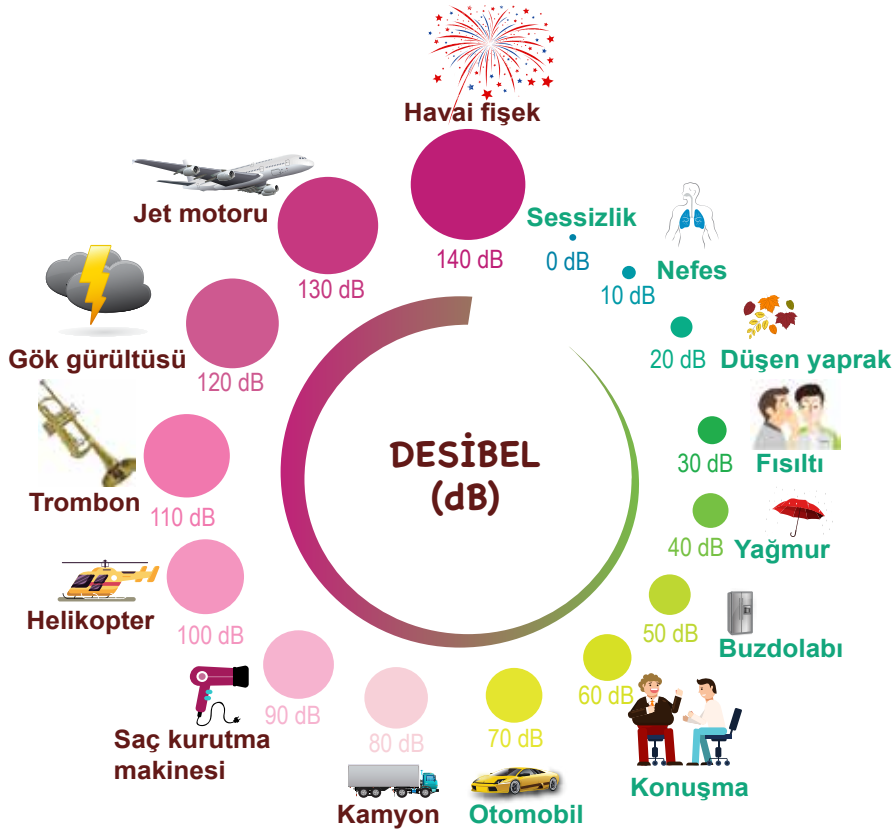 Havai fişek
140 dB
Sessizlik
0 dB
Nefes
10 dB
Düşen yaprak
20 dB
Fısıltı
30 dB
Yağmur
40 dB
Buzdolabı
50 dB
Konuşma
60 dB
Otomobil
70 dB
Kamyon
80 dB
Saç kurutma
makinesi
90 dB
Helikopter
100 dB
Trombon
110 dB
Gök gürültüsü
120 dB
Jet motoru
130 dB
DESİBEL
(dB)